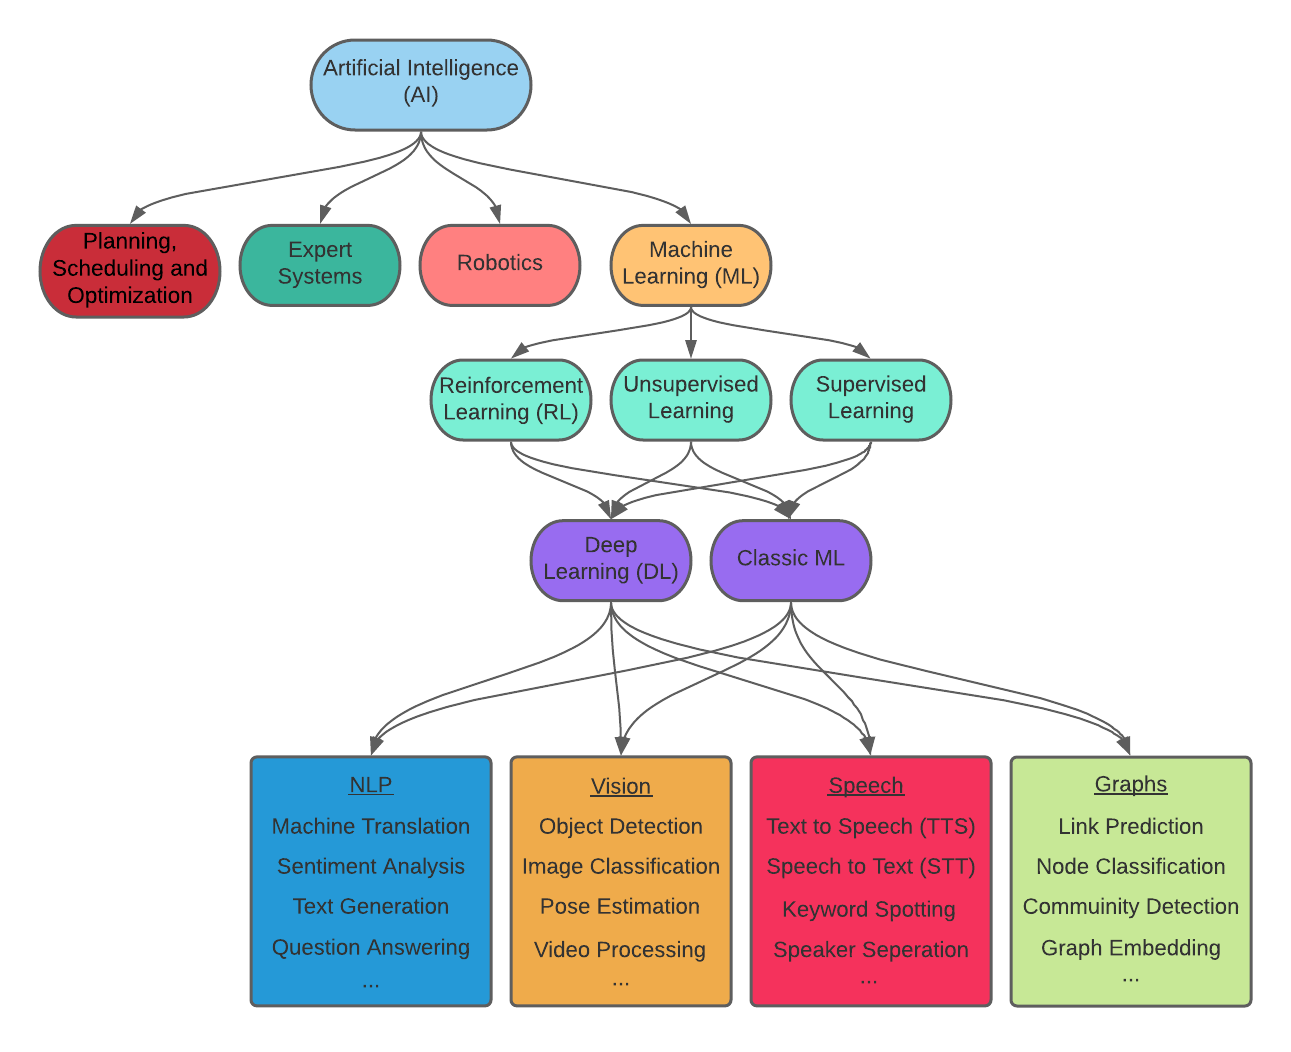 Artificial Intelligence
(AI)
Planning,
Scheduling and
Optimization
Expert
Systems
Robotics
Machine
Learning (ML)
Reinforcement
Learning (RL)
Unsupervised
Learning
Supervised
Learning
Deep
Learning (DL)
Classic ML
NLP
Machine Translation
Sentiment Analysis
Text Generation
Question Answering
...
Vision
Object Detection
Image Classification
Pose Estimation
Video Processing
...
Speech
Text to Speech (TTS)
Speech to Text (STT)
Keyword Spotting
Speaker Seperation
...
Graphs
Link Prediction
Node Classification
Commuinity Detection
Graph Embedding
...